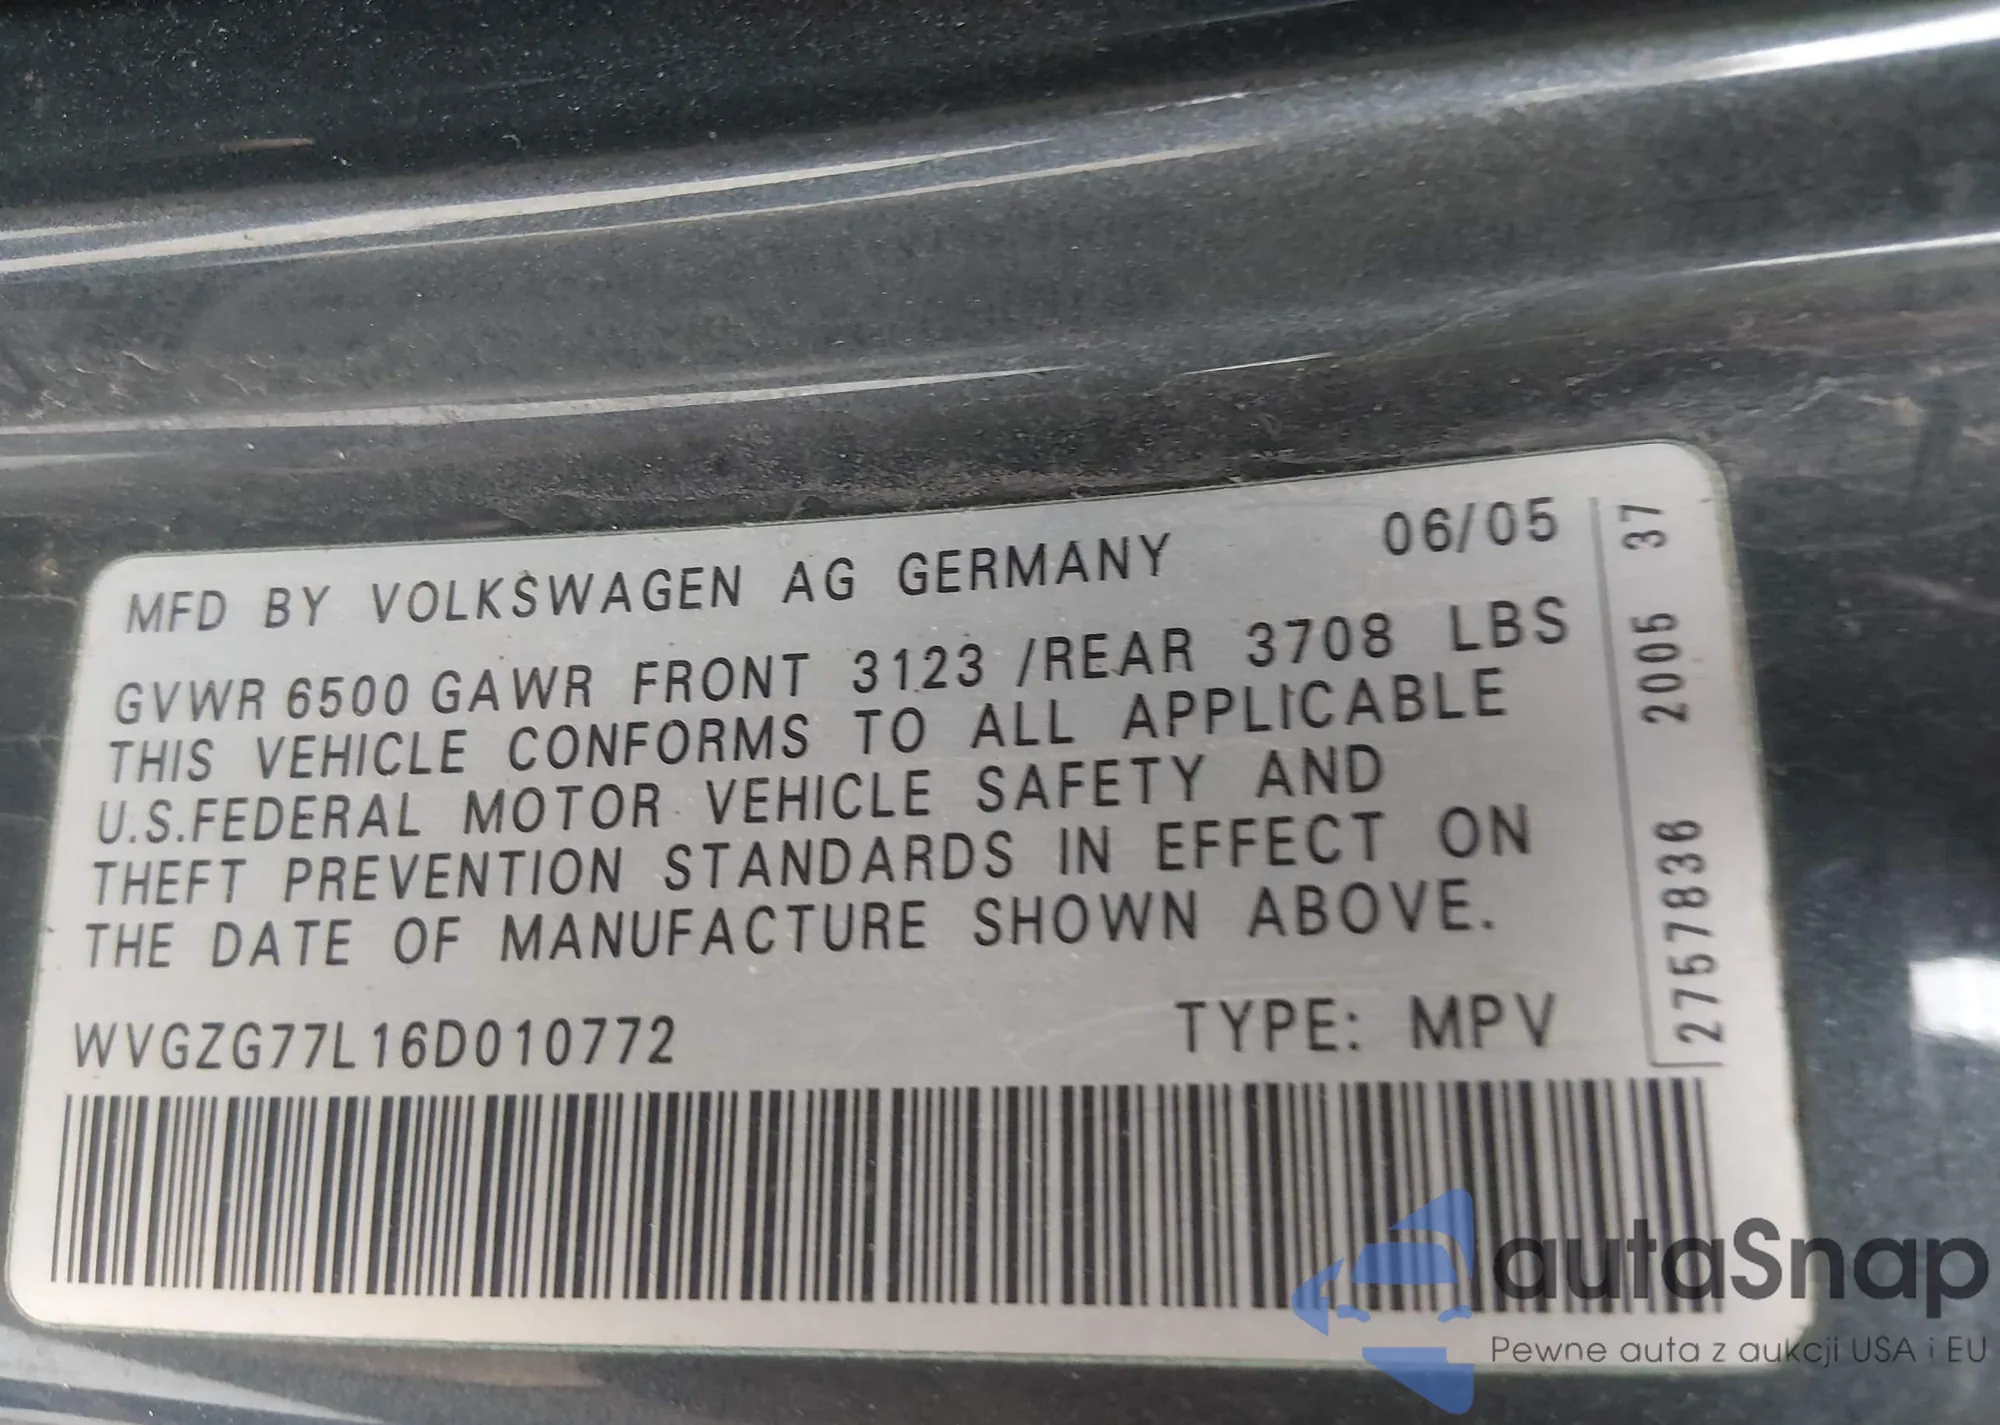 MFD BY VOLKSWAGEN AG GERMANY 06/05
GVWR 6500 GAWR FRONT 3123 /REAR 3708 LBS
THIS VEHICLE CONFORMS TO ALL APPLICABLE
U.S.FEDERAL MOTOR VEHICLE SAFETY AND
THEFT PREVENTION STANDARDS IN EFFECT ON
THE DATE OF MANUFACTURE SHOWN ABOVE.
WVGZG77L16D010772 TYPE: MPV
2757836 2005 37
autaSnap
Pewne auta z aukcji USA i EU